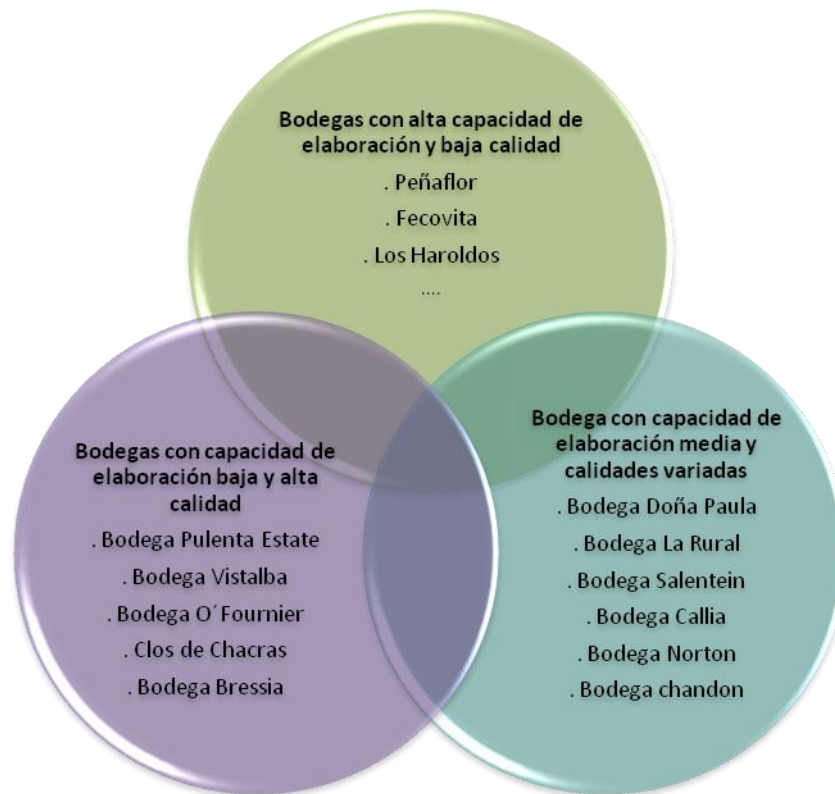 Bodegas con alta capacidad de
elaboración y baja calidad
. Peñaflor
. Fecovita
. Los Haroldos
....
Bodegas con capacidad de
elaboración baja y alta
calidad
. Bodega Pulenta Estate
. Bodega Vistalba
. Bodega O´Fournier
. Clos de Chacras
. Bodega Bressia
Bodega con capacidad de
elaboración media y
calidades variadas
. Bodega Doña Paula
. Bodega La Rural
. Bodega Salentein
. Bodega Callia
. Bodega Norton
. Bodega chandon